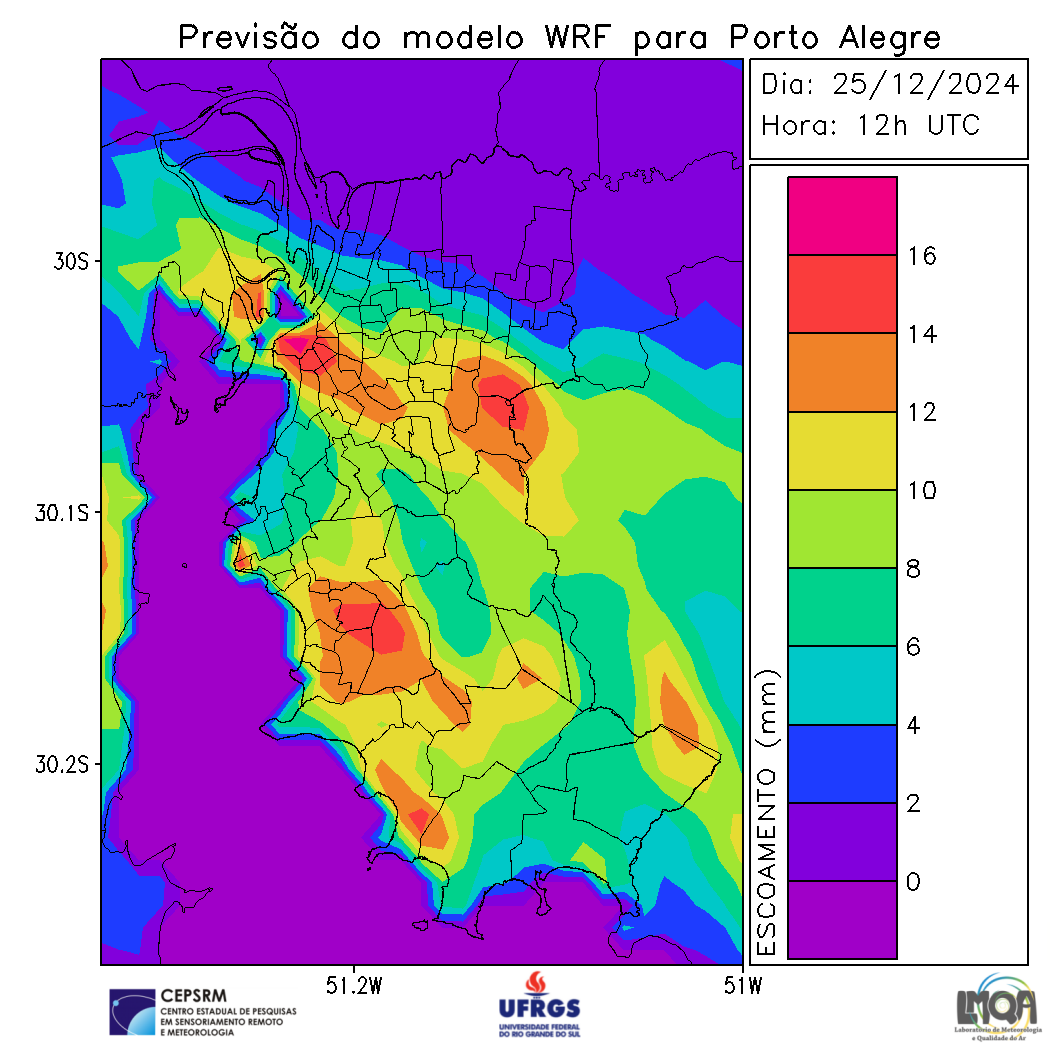 Previsão do modelo WRF para Porto Alegre
Dia: 25/12/2024
Hora: 12h UTC
30S
30.1S
30.2S
51.2W
51W
16
14
12
10
8
6
4
2
0
ESCOAMENTO (mm)
CEPSRM
CENTRO ESTADUAL DE PESQUISAS
EM SENSORIAMENTO REMOTO
E METEOROLOGIA
UFRGS
UNIVERSIDADE FEDERAL
DO RIO GRANDE DO SUL
LMQA
Laboratório de Meteorologia
e Qualidade do Ar